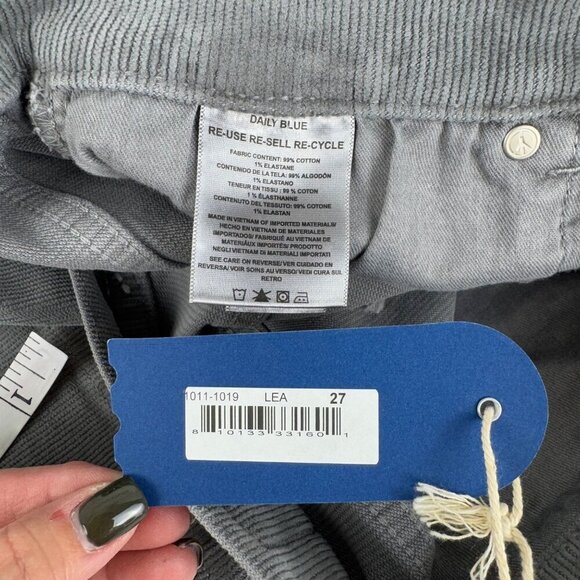 DAILY BLUE
RE-USE RE-SELL RE-CYCLE
FABRIC CONTENT: 99% COTTON
1% ELASTANE
CONTENIDO DE LA TELA: 99% ALGODÓN
1% ELASTANO
TENEUR EN TISSU : 99 % COTON
1 % ÉLASTHANNE
CONTENUTO DEL TESSUTO: 99% COTONE
1% ELASTAN
MADE IN VIETNAM OF IMPORTED MATERIALS/
HECHO EN VIETNAM DE MATERIALES
IMPORTADOS/ FABRIQUÉ AU VIETNAM DE
MATERIÁUX IMPORTÉS/ PRODOTTO
NEGLI VIETNAM DI MATERIALI IMPORTATI
SEE CARE ON REVERSE/VER CUIDADO EN
REVERSA/ VOIR SOINS AU VERSO/VEDI CURA SUL
RETRO
1
1011-1019 LEA 27
8 10133 33160 1